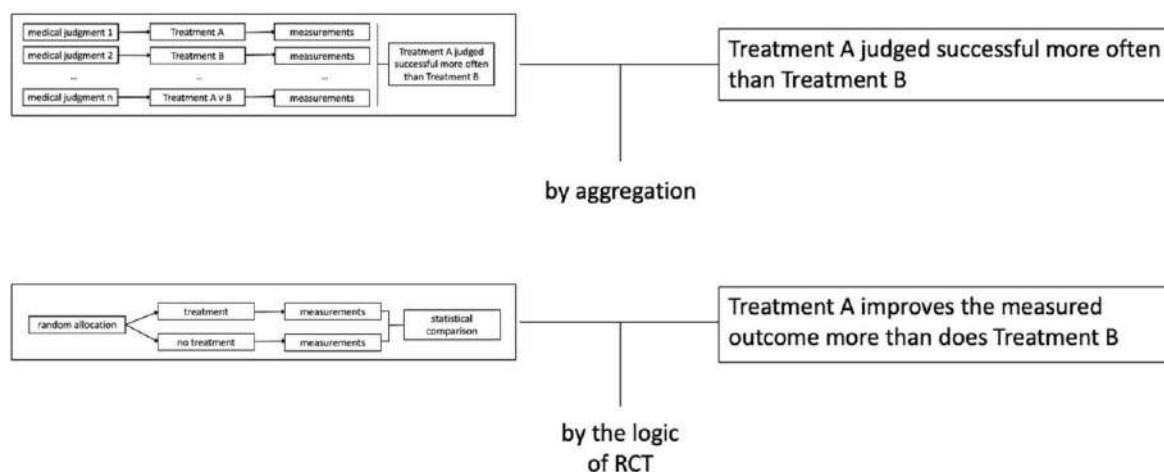 medical judgment 1
Treatment A
measurements
medical judgment 2
Treatment B
measurements
...
...
...
medical judgment n
Treatment A v B
measurements
Treatment A judged
successful more often
than Treatment B
Treatment A judged successful more often
than Treatment B
by aggregation
random allocation
treatment
measurements
no treatment
measurements
statistical
comparison
Treatment A improves the measured
outcome more than does Treatment B
by the logic
of RCT